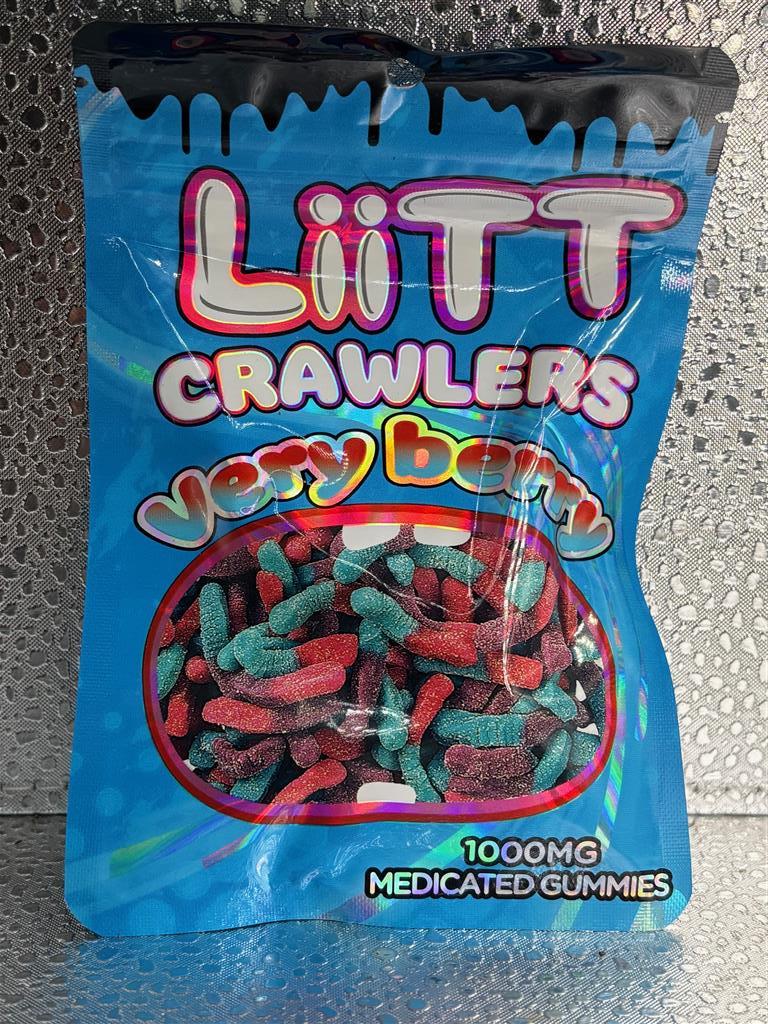 LiiTT
CRAWLERS
very berry
1000MG
MEDICATED GUMMIES